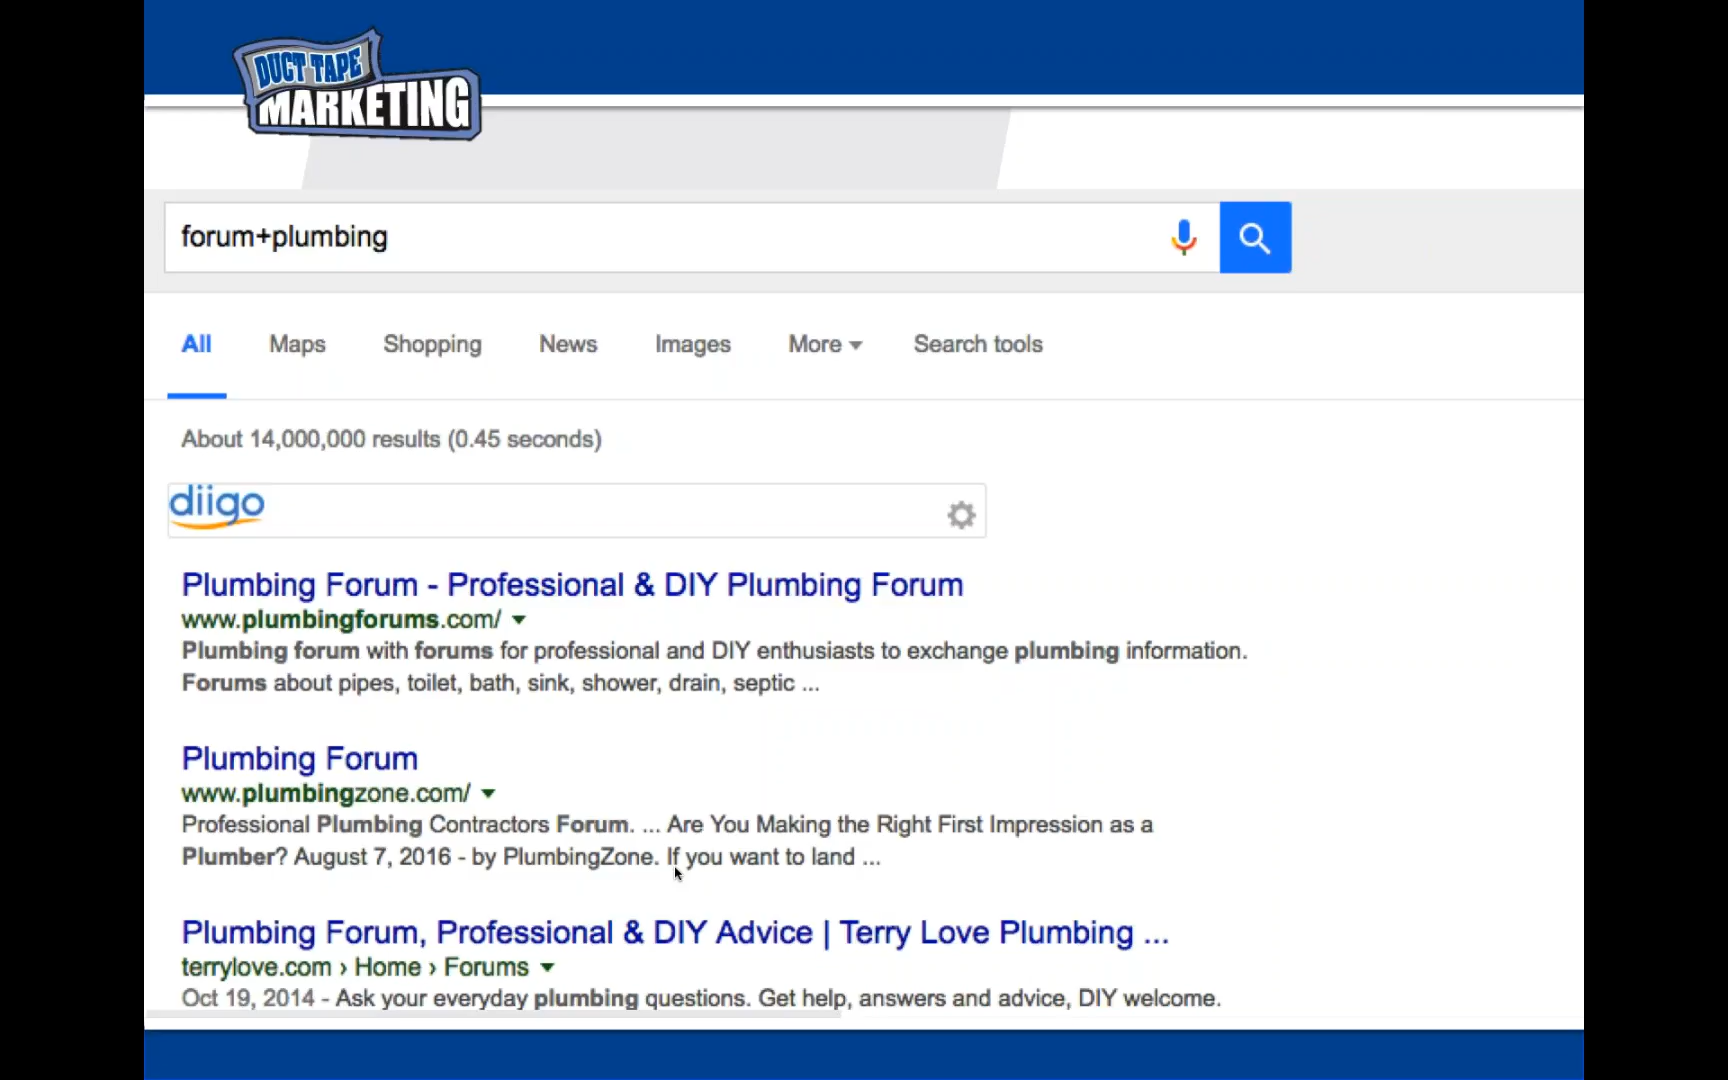 DUCT TAPE
MARKETING
forum+plumbing
All Maps Shopping News Images More Search tools
About 14,000,000 results (0.45 seconds)
diigo
Plumbing Forum - Professional & DIY Plumbing Forum
www.plumbingforums.com/
Plumbing forum with forums for professional and DIY enthusiasts to exchange plumbing information.
Forums about pipes, toilet, bath, sink, shower, drain, septic ...
Plumbing Forum
www.plumbingzone.com/
Professional Plumbing Contractors Forum. ... Are You Making the Right First Impression as a
Plumber? August 7, 2016 - by PlumbingZone. If you want to land ...
Plumbing Forum, Professional & DIY Advice | Terry Love Plumbing ...
terrylove.com › Home › Forums
Oct 19, 2014 - Ask your everyday plumbing questions. Get help, answers and advice, DIY welcome.